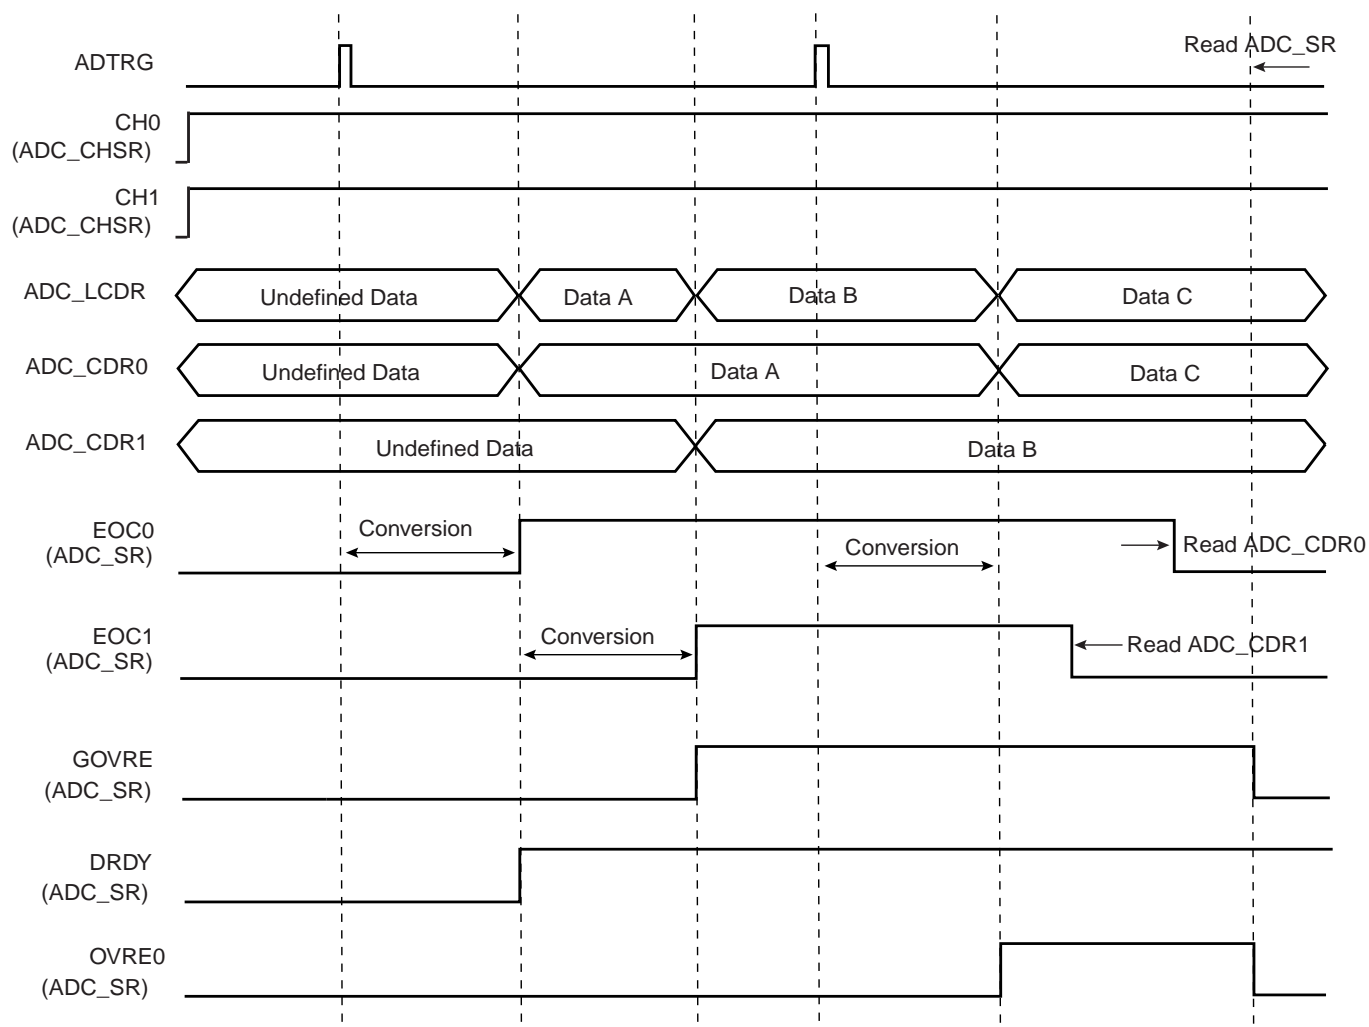 ADTRG
Read ADC_SR
CH0
(ADC_CHSR)
CH1
(ADC_CHSR)
ADC_LCDR
Undefined Data
Data A
Data B
Data C
ADC_CDR0
Undefined Data
Data A
Data C
ADC_CDR1
Undefined Data
Data B
EOC0
(ADC_SR)
Conversion
Conversion
Read ADC_CDR0
EOC1
(ADC_SR)
Conversion
Read ADC_CDR1
GOVRE
(ADC_SR)
DRDY
(ADC_SR)
OVRE0
(ADC_SR)